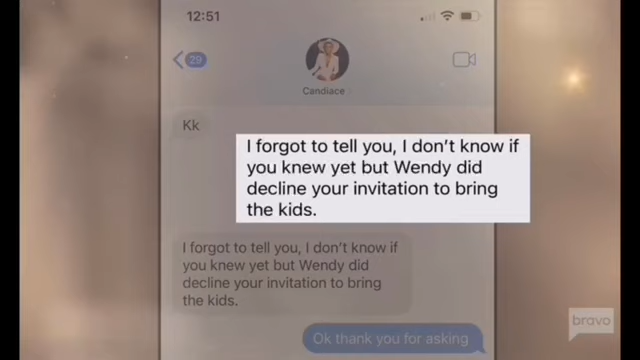 12:51
29
Candiace
Kk
I forgot to tell you, I don't know if
you knew yet but Wendy did
decline your invitation to bring
the kids.
I forgot to tell you, I don't know if
you knew yet but Wendy did
decline your invitation to bring
the kids.
Ok thank you for asking
bravo